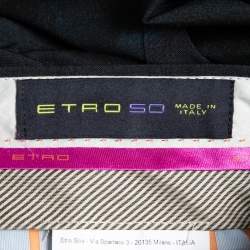 ETRO 50 MADE IN
ITALY
ETRO
Etro Spa - Via Spartaco 3 - 20135 Milano - ITALIA